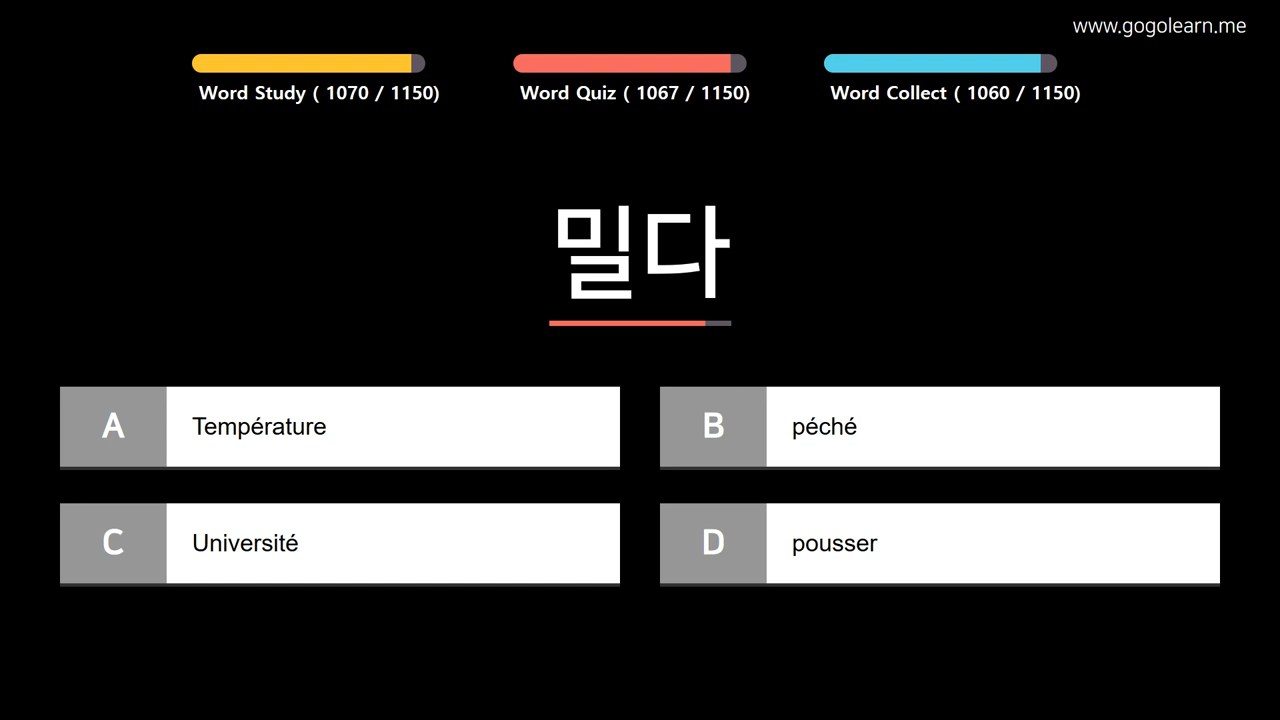 www.gogolearn.me
Word Study ( 1070 / 1150)
Word Quiz ( 1067 / 1150)
Word Collect ( 1060 / 1150)
밀다
A Température
B péché
C Université
D pousser